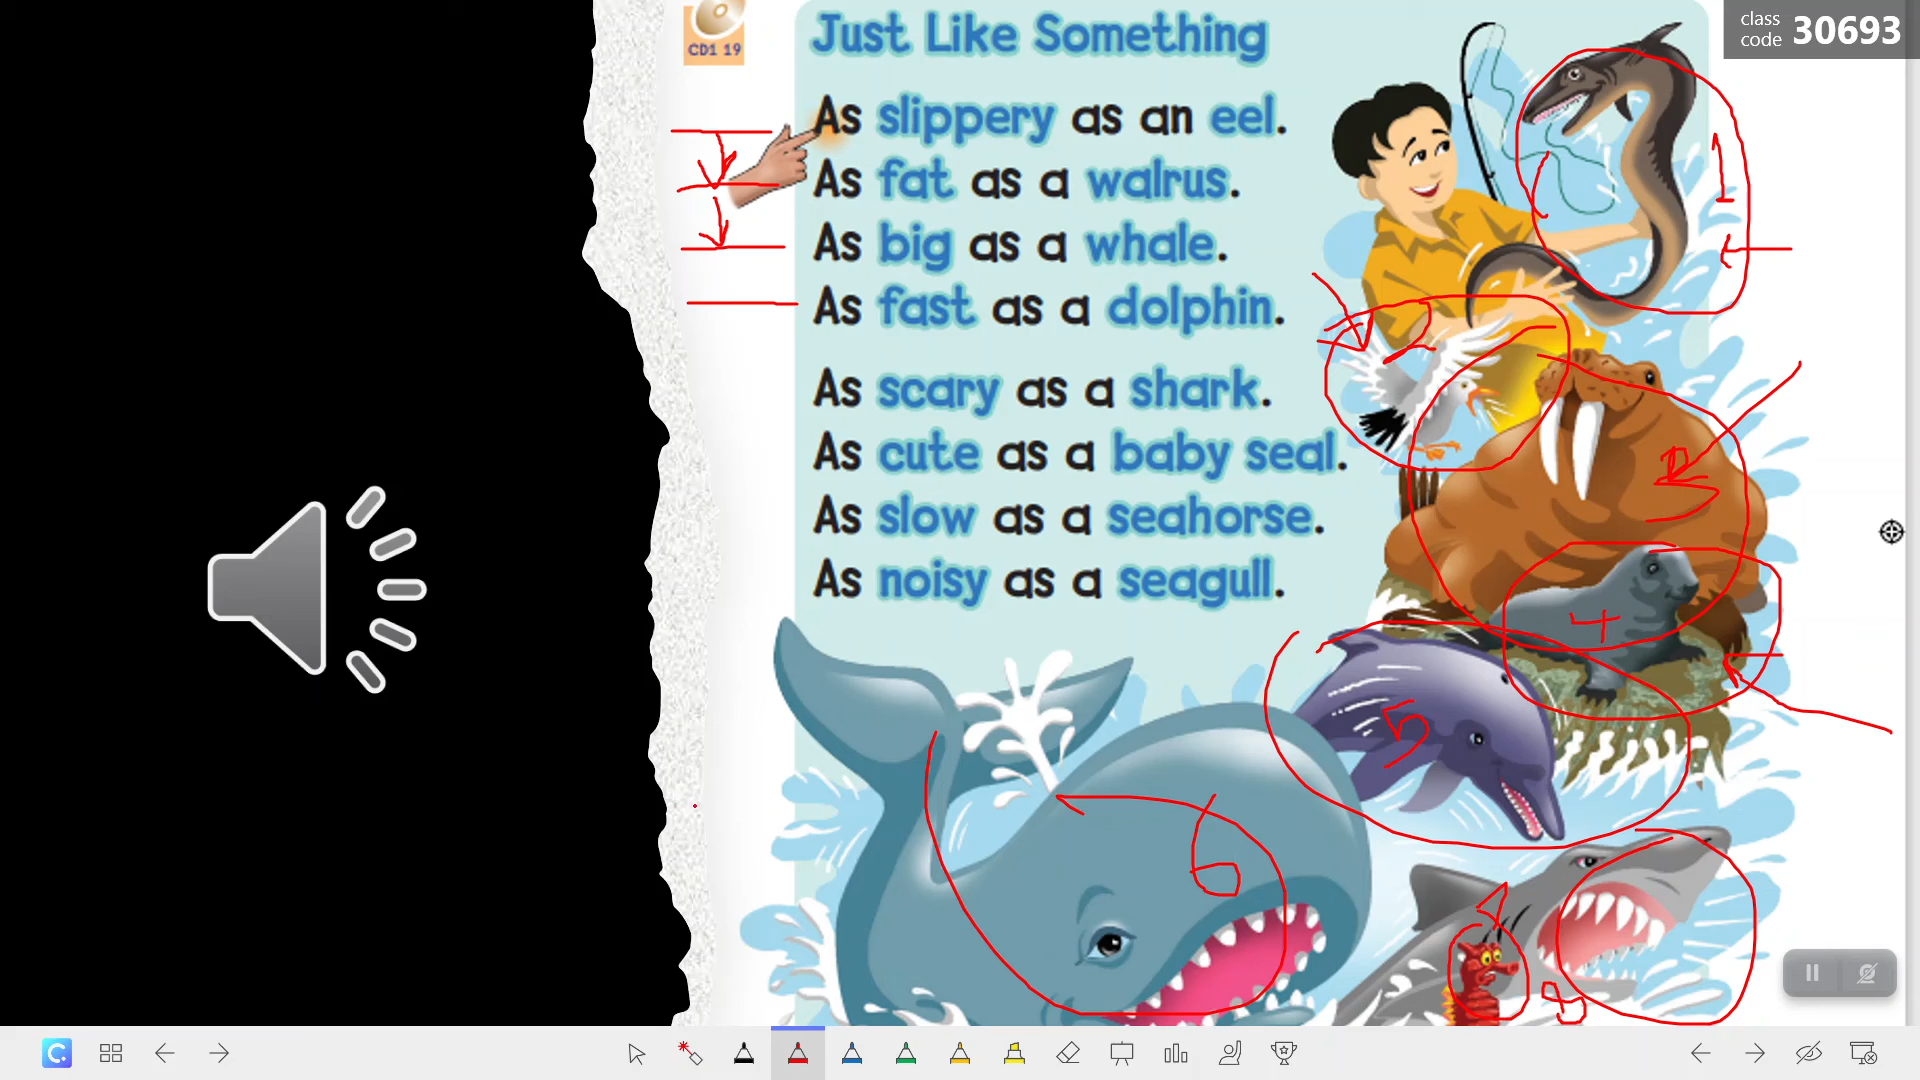 class code 30693
CD1 19
Just Like Something
As slippery as an eel.
As fat as a walrus.
As big as a whale.
As fast as a dolphin.
As scary as a shark.
As cute as a baby seal.
As slow as a seahorse.
As noisy as a seagull.
1
2
3
4
5
6
8
C.